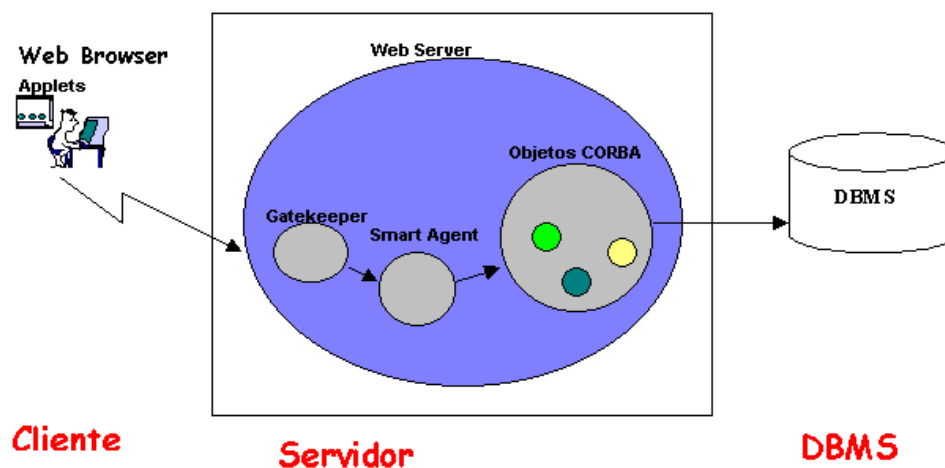 Web Browser
Applets
Web Server
Objetos CORBA
Gatekeeper
Smart Agent
DBMS
Cliente
Servidor
DBMS